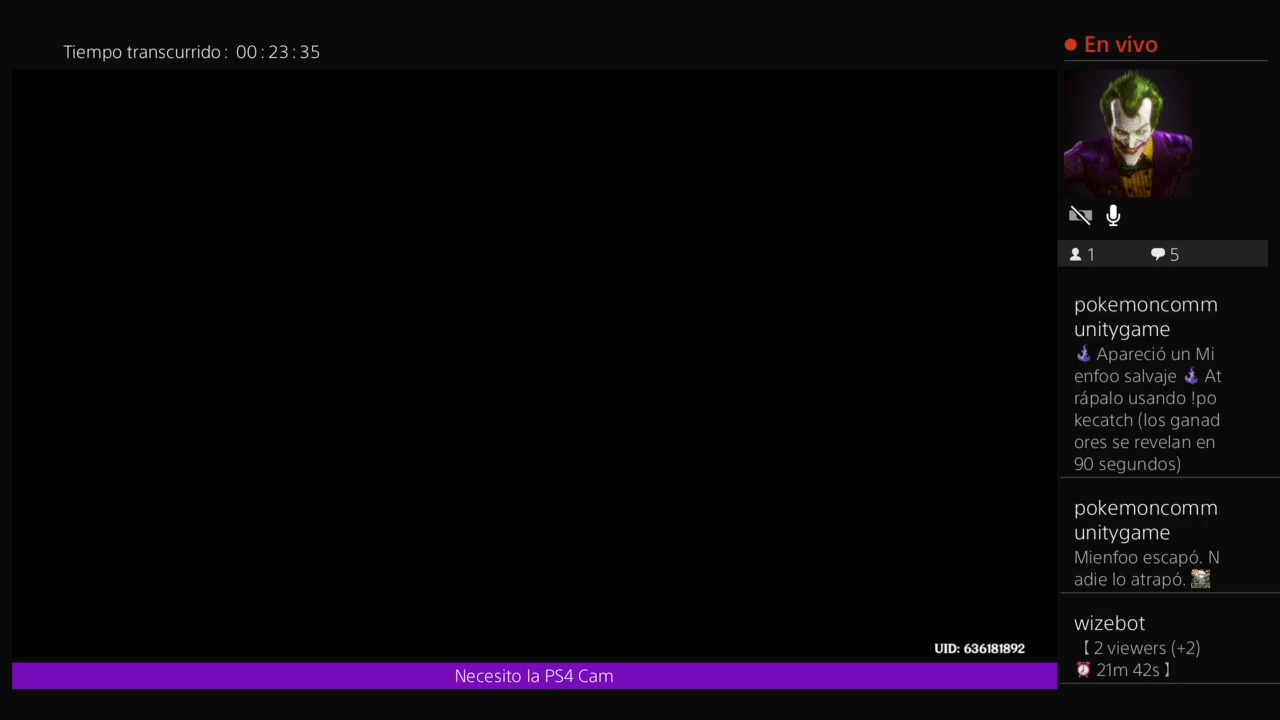 Tiempo transcurrido: 00:23:35
En vivo
1 5
pokemoncomm
unitygame
Apareció un Mi
enfoo salvaje At
rápalo usando !po
kecatch (los ganad
ores se revelan en
90 segundos)
pokemoncomm
unitygame
Mienfoo escapó. N
adie lo atrapó.
wizebot
【2 viewers (+2)
21m 42s】
UID: 636181892
Necesito la PS4 Cam